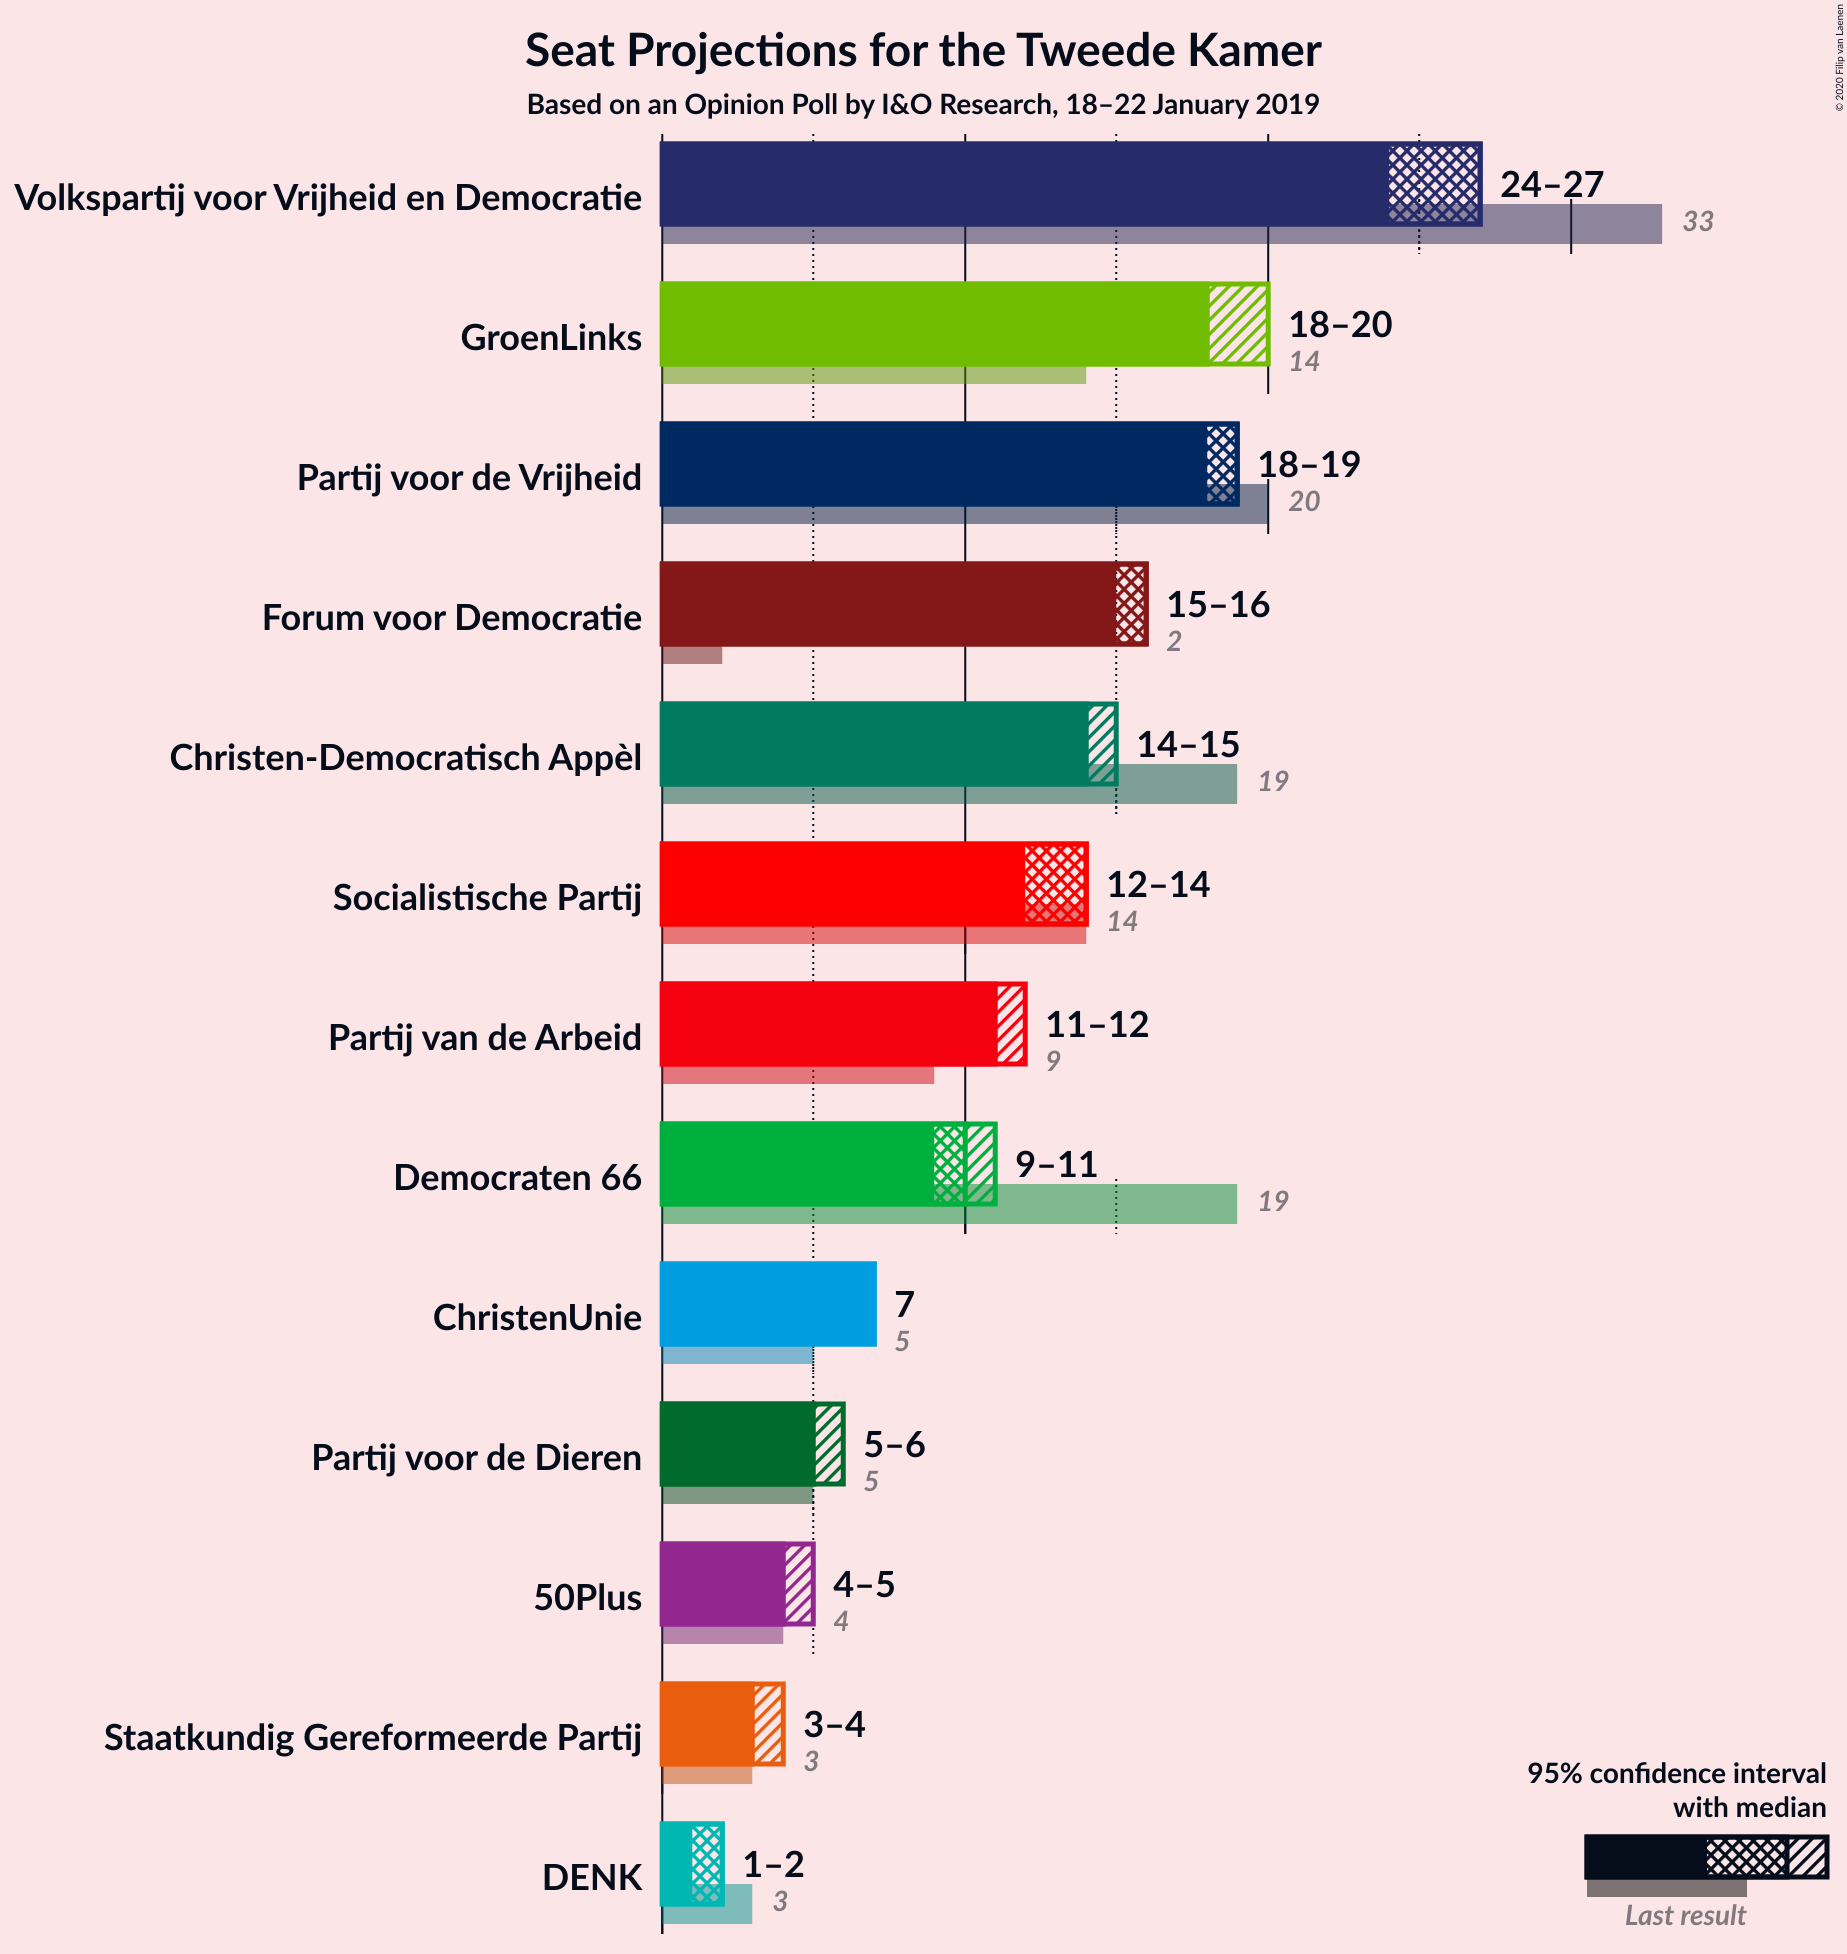 Seat Projections for the Tweede Kamer
Based on an Opinion Poll by I&O Research, 18–22 January 2019
© 2020 Filip van Laenen
Volkspartij voor Vrijheid en Democratie
24–27
33
GroenLinks
18–20
14
Partij voor de Vrijheid
18–19
20
Forum voor Democratie
15–16
2
Christen-Democratisch Appèl
14–15
19
Socialistische Partij
12–14
14
Partij van de Arbeid
11–12
9
Democraten 66
9–11
19
ChristenUnie
7
5
Partij voor de Dieren
5–6
5
50Plus
4–5
4
Staatkundig Gereformeerde Partij
3–4
3
DENK
1–2
3
95% confidence interval
with median
Last result